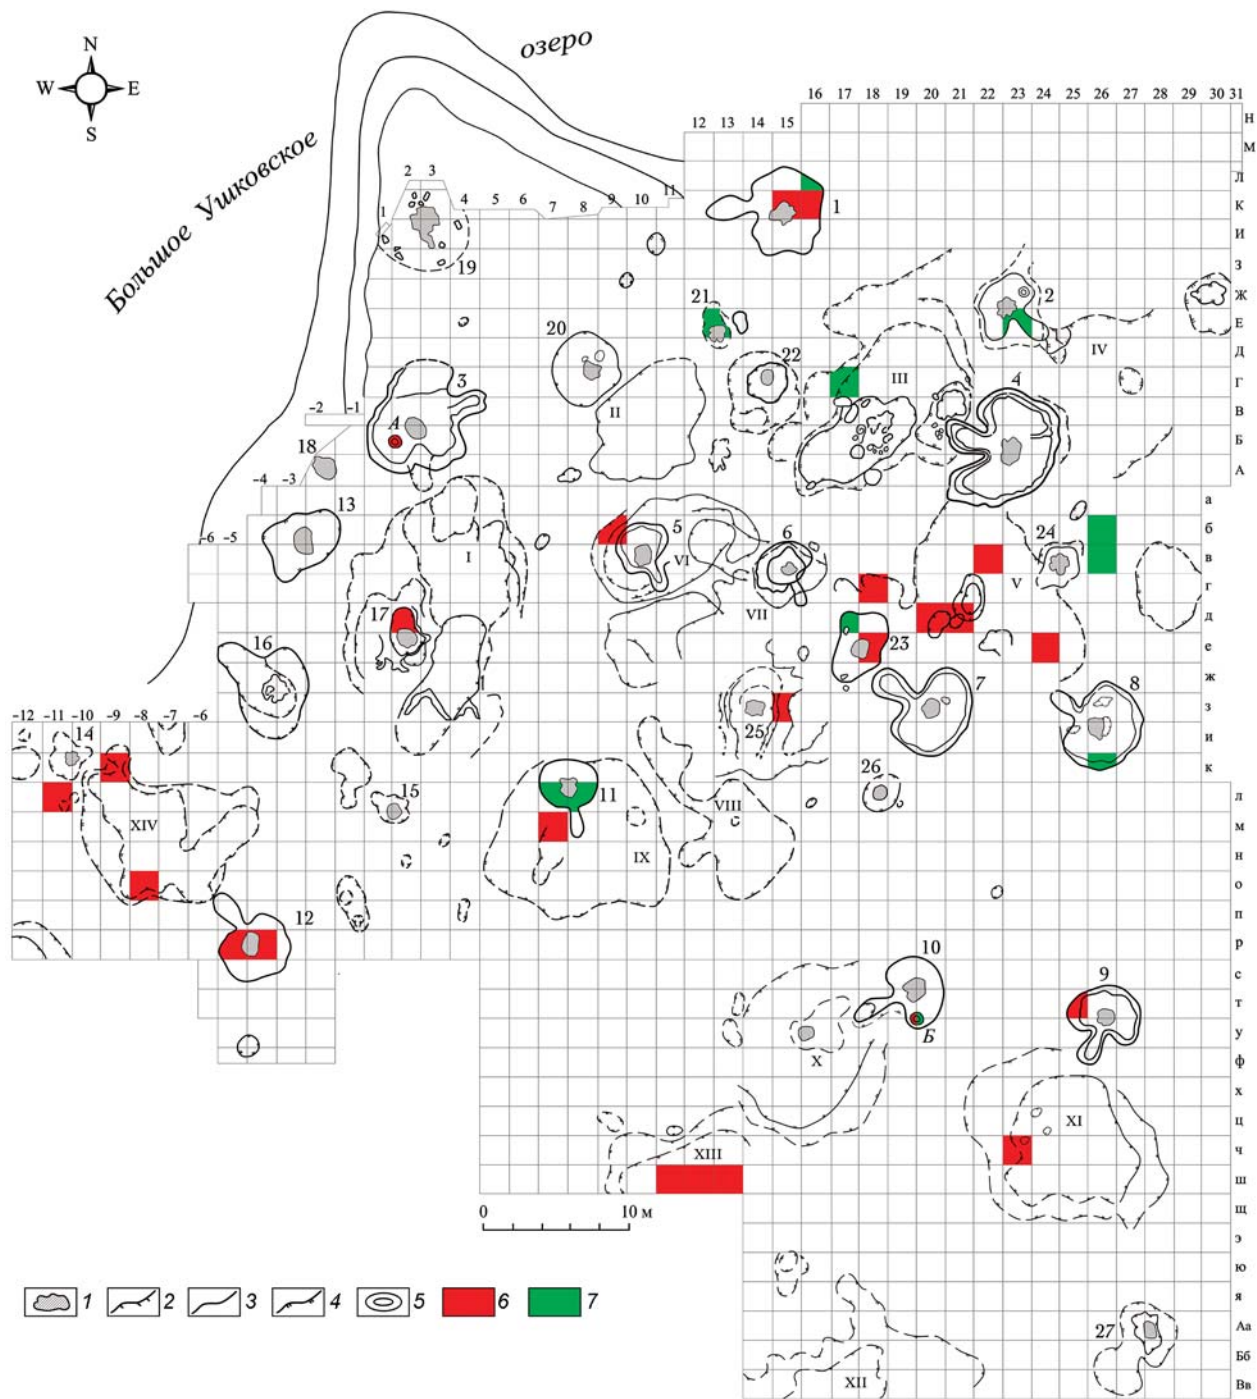 озеро
Большое Ушковское
N
W E
S
16 17 18 19 20 21 22 23 24 25 26 27 28 29 30 31
12 13 14 15
Н
М
Л
К
И
З
Ж
Е
Д
Г
В
Б
А
а
б
в
г
д
е
ж
з
и
к
л
м
н
о
п
р
с
т
у
ф
х
ц
ч
ш
щ
э
ю
я
Аа
Бб
Вв
1 2 3 4 5 6 7 8 9 10 11
-2 -1
-4 -3
-6 -5
-12 -11 -10 -9 -8 -7 -6
1
19
2
21
20
IV
22
III
3
4
А
II
18
13
5
6
24
I
VI
V
VII
17
23
16
7
8
25
14
26
15
11
VIII
XIV
IX
12
10
9
Б
X
XI
XIII
0 10 м
1 2 3 4 5 6 7
27
XII